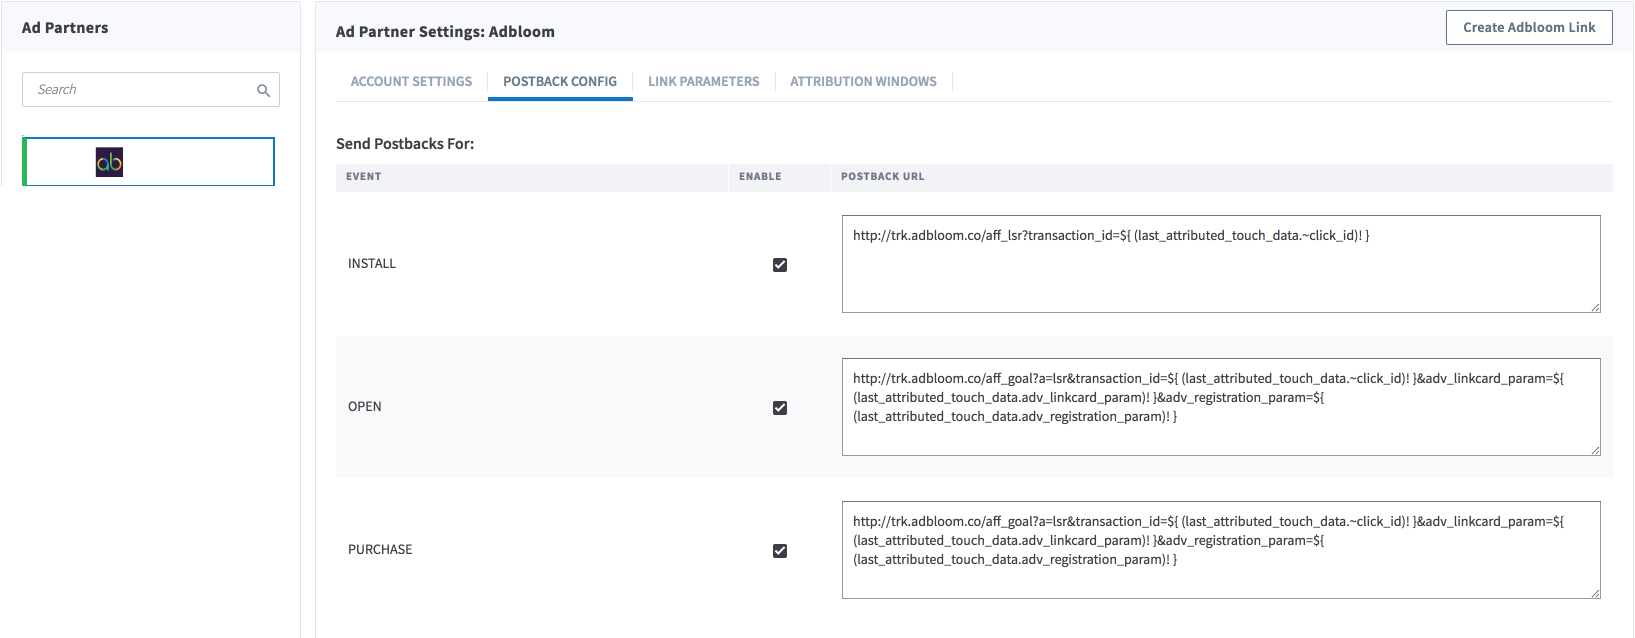 Ad Partners
Search
ab
Ad Partner Settings: Adbloom
Create Adbloom Link
ACCOUNT SETTINGS
POSTBACK CONFIG
LINK PARAMETERS
ATTRIBUTION WINDOWS
Send Postbacks For:
EVENT ENABLE POSTBACK URL
INSTALL
http://trk.adbloom.co/aff_lsr?transaction_id=${ (last_attributed_touch_data.~click_id)! }
OPEN
http://trk.adbloom.co/aff_goal?a=lsr&transaction_id=${ (last_attributed_touch_data.~click_id)! }&adv_linkcard_param=${
(last_attributed_touch_data.adv_linkcard_param)! }&adv_registration_param=${
(last_attributed_touch_data.adv_registration_param)! }
PURCHASE
http://trk.adbloom.co/aff_goal?a=lsr&transaction_id=${ (last_attributed_touch_data.~click_id)! }&adv_linkcard_param=${
(last_attributed_touch_data.adv_linkcard_param)! }&adv_registration_param=${
(last_attributed_touch_data.adv_registration_param)! }